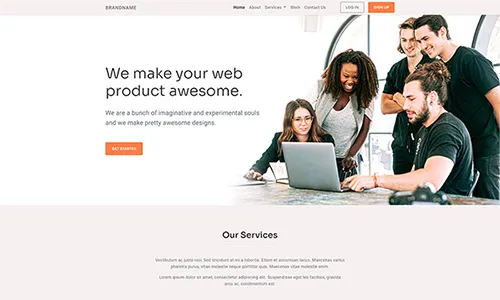 BRANDNAME
Home About Services Work Contact Us LOG IN SIGN UP
We make your web
product awesome.
We are a bunch of imaginative and experimental souls
and we make pretty awesome designs.
GET STARTED
Our Services
Vestibulum ac justo nisi. Sed tincidunt at mi a lobortis. Etiam et accumsan lacus. Maecenas varius
pharetra purus, vitae molestie neque porttitor quis. Maecenas vitae molestie enim.
Lorem ipsum dolor sit amet, consectetur adipiscing elit. Suspendisse eget leo facilisis, gravida
arcu ac, condimentum est.